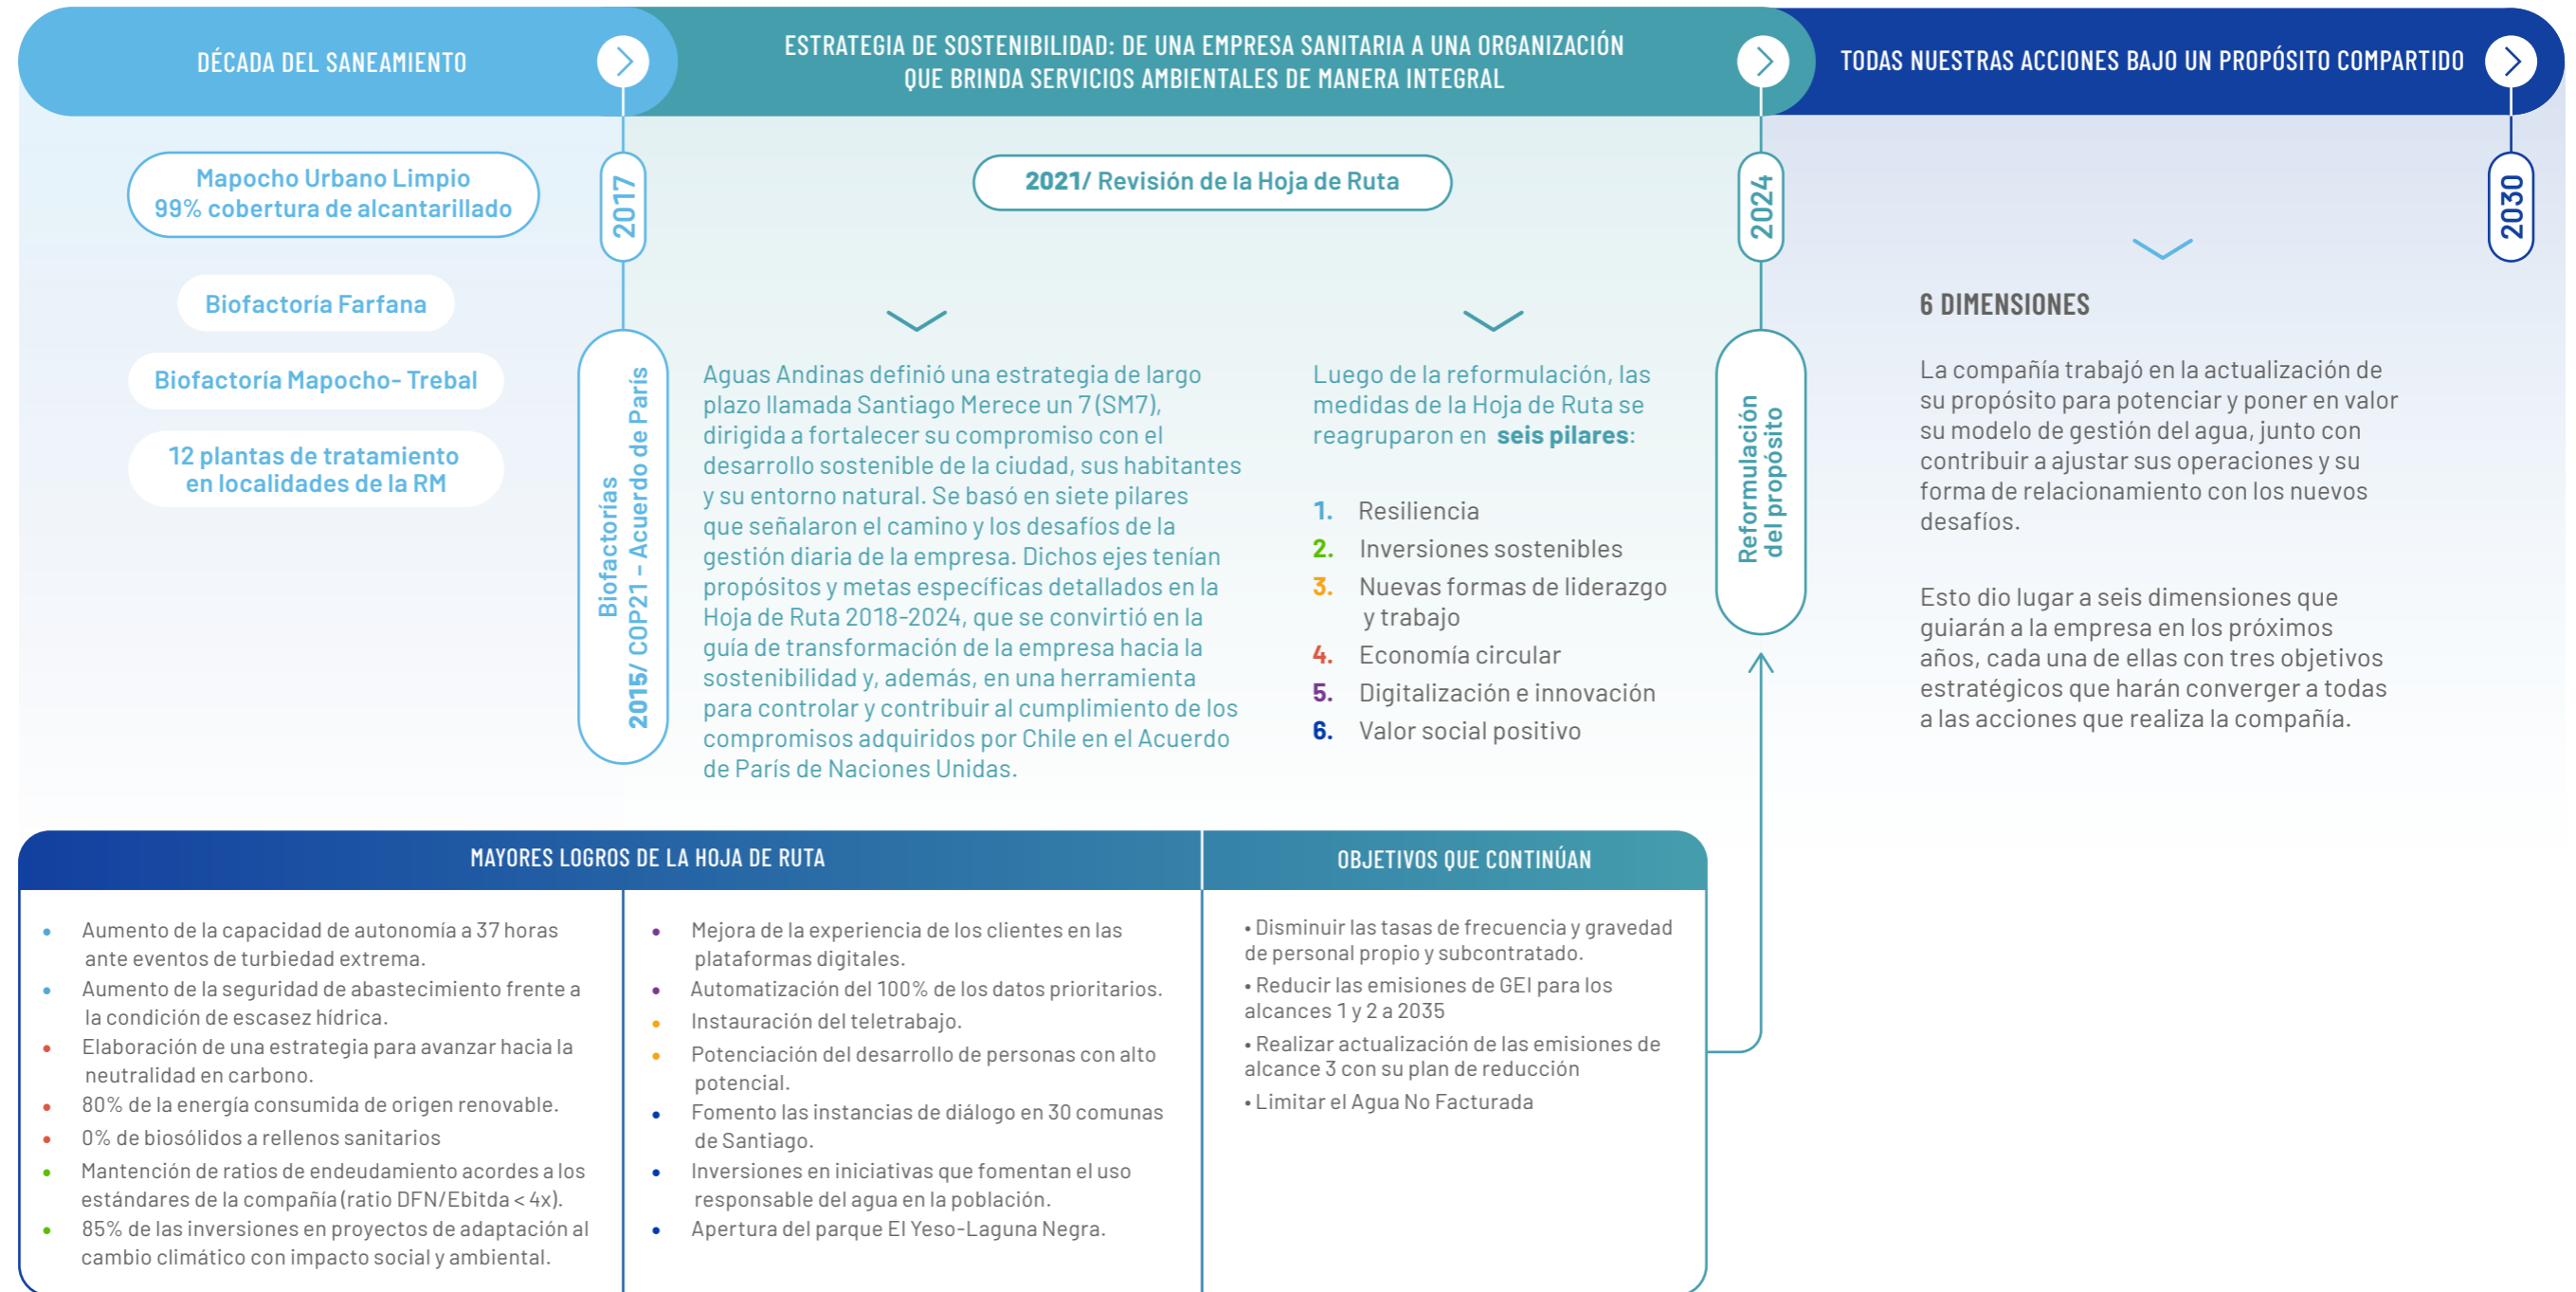 DÉCADA DEL SANEAMIENTO
Mapocho Urbano Limpio
99% cobertura de alcantarillado
Biofactoría Farfana
Biofactoría Mapocho- Trebal
12 plantas de tratamiento
en localidades de la RM
2017
Biofactorías
2015/ COP21 – Acuerdo de París
ESTRATEGIA DE SOSTENIBILIDAD: DE UNA EMPRESA SANITARIA A UNA ORGANIZACIÓN
QUE BRINDA SERVICIOS AMBIENTALES DE MANERA INTEGRAL
2021/ Revisión de la Hoja de Ruta
Aguas Andinas definió una estrategia de largo
plazo llamada Santiago Merece un 7 (SM7),
dirigida a fortalecer su compromiso con el
desarrollo sostenible de la ciudad, sus habitantes
y su entorno natural. Se basó en siete pilares
que señalaron el camino y los desafíos de la
gestión diaria de la empresa. Dichos ejes tenían
propósitos y metas específicas detallados en la
Hoja de Ruta 2018-2024, que se convirtió en la
guía de transformación de la empresa hacia la
sostenibilidad y, además, en una herramienta
para controlar y contribuir al cumplimiento de los
compromisos adquiridos por Chile en el Acuerdo
de París de Naciones Unidas.
Luego de la reformulación, las
medidas de la Hoja de Ruta se
reagruparon en seis pilares:
1. Resiliencia
2. Inversiones sostenibles
3. Nuevas formas de liderazgo
y trabajo
4. Economía circular
5. Digitalización e innovación
6. Valor social positivo
2024
Reformulación
del propósito
TODAS NUESTRAS ACCIONES BAJO UN PROPÓSITO COMPARTIDO
2030
6 DIMENSIONES
La compañía trabajó en la actualización de
su propósito para potenciar y poner en valor
su modelo de gestión del agua, junto con
contribuir a ajustar sus operaciones y su
forma de relacionamiento con los nuevos
desafíos.
Esto dio lugar a seis dimensiones que
guiarán a la empresa en los próximos
años, cada una de ellas con tres objetivos
estratégicos que harán converger a todas
a las acciones que realiza la compañía.
MAYORES LOGROS DE LA HOJA DE RUTA
• Aumento de la capacidad de autonomía a 37 horas
ante eventos de turbiedad extrema.
• Aumento de la seguridad de abastecimiento frente a
la condición de escasez hídrica.
• Elaboración de una estrategia para avanzar hacia la
neutralidad en carbono.
• 80% de la energía consumida de origen renovable.
• 0% de biosólidos a rellenos sanitarios
• Mantención de ratios de endeudamiento acordes a los
estándares de la compañía (ratio DFN/Ebitda < 4x).
• 85% de las inversiones en proyectos de adaptación al
cambio climático con impacto social y ambiental.
• Mejora de la experiencia de los clientes en las
plataformas digitales.
• Automatización del 100% de los datos prioritarios.
• Instauración del teletrabajo.
• Potenciación del desarrollo de personas con alto
potencial.
• Fomento las instancias de diálogo en 30 comunas
de Santiago.
• Inversiones en iniciativas que fomentan el uso
responsable del agua en la población.
• Apertura del parque El Yeso-Laguna Negra.
OBJETIVOS QUE CONTINÚAN
• Disminuir las tasas de frecuencia y gravedad
de personal propio y subcontratado.
• Reducir las emisiones de GEI para los
alcances 1 y 2 a 2035
• Realizar actualización de las emisiones de
alcance 3 con su plan de reducción
• Limitar el Agua No Facturada